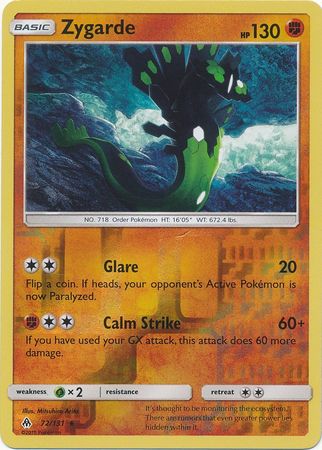 BASIC Zygarde HP 130
NO. 718 Order Pokémon HT: 16'05" WT: 672.4 lbs.
Glare 20
Flip a coin. If heads, your opponent's Active Pokémon is
now Paralyzed.
Calm Strike 60+
If you have used your GX attack, this attack does 60 more
damage.
weakness ×2 resistance retreat
Illus. Mitsuhiro Arita
72/131 ★
©2018 Pokémon
It's thought to be monitoring the ecosystem.
There are rumors that even greater power lies
hidden within it.